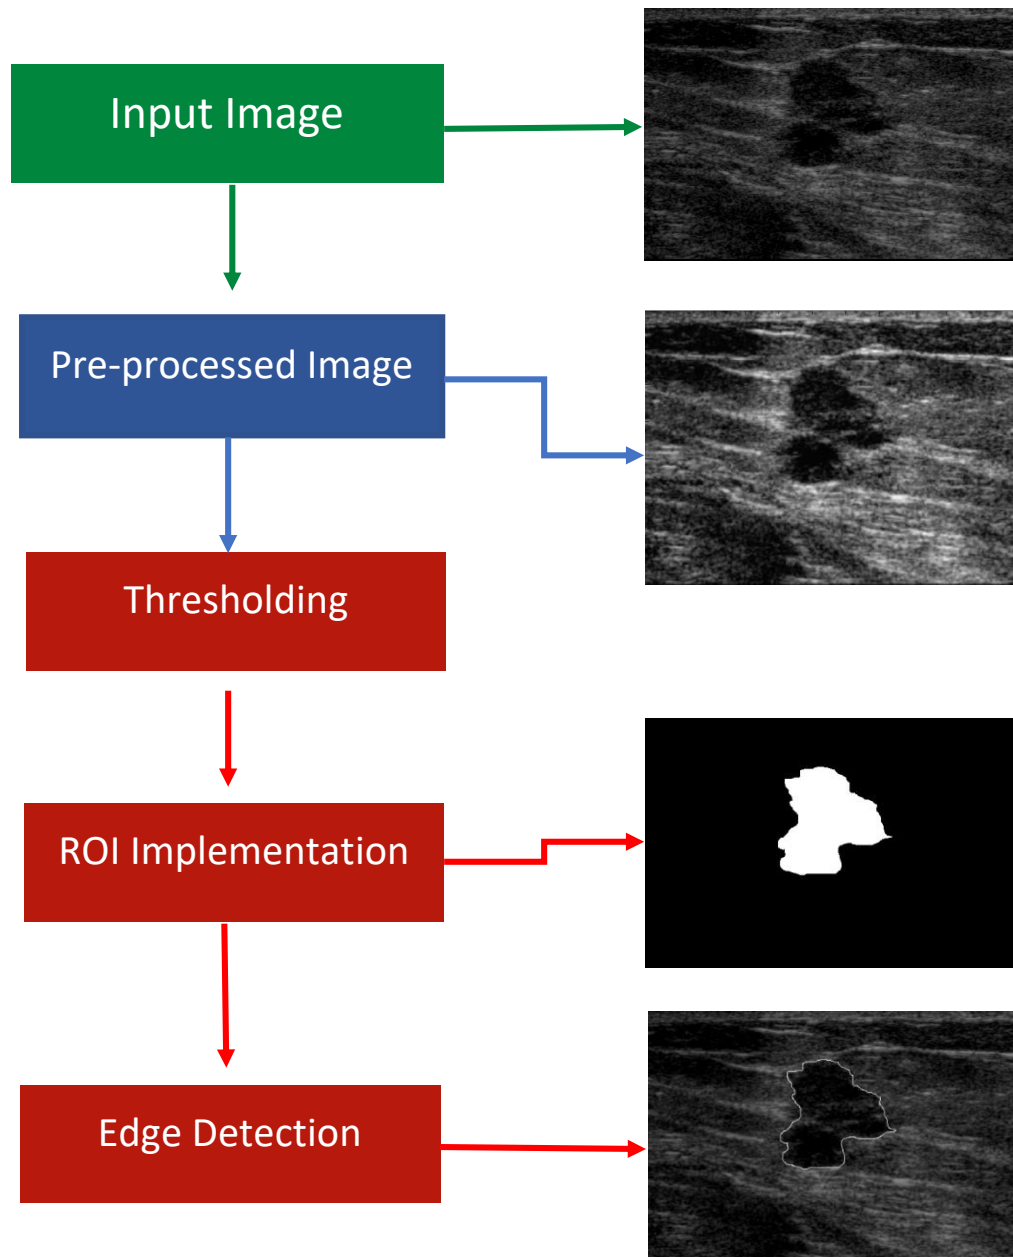 Input Image
Pre-processed Image
Thresholding
ROI Implementation
Edge Detection